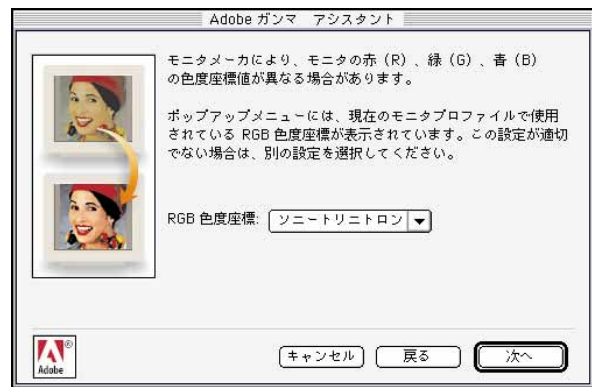 Adobe ガンマ　アシスタント
モニタメーカにより、モニタの赤（R）、緑（G）、青（B）
の色度座標値が異なる場合があります。
ポップアップメニューには、現在のモニタプロファイルで使用
されている RGB 色度座標が表示されています。この設定が適切
でない場合は、別の設定を選択してください。
RGB 色度座標: ソニートリニトロン
Adobe
キャンセル 戻る 次へ